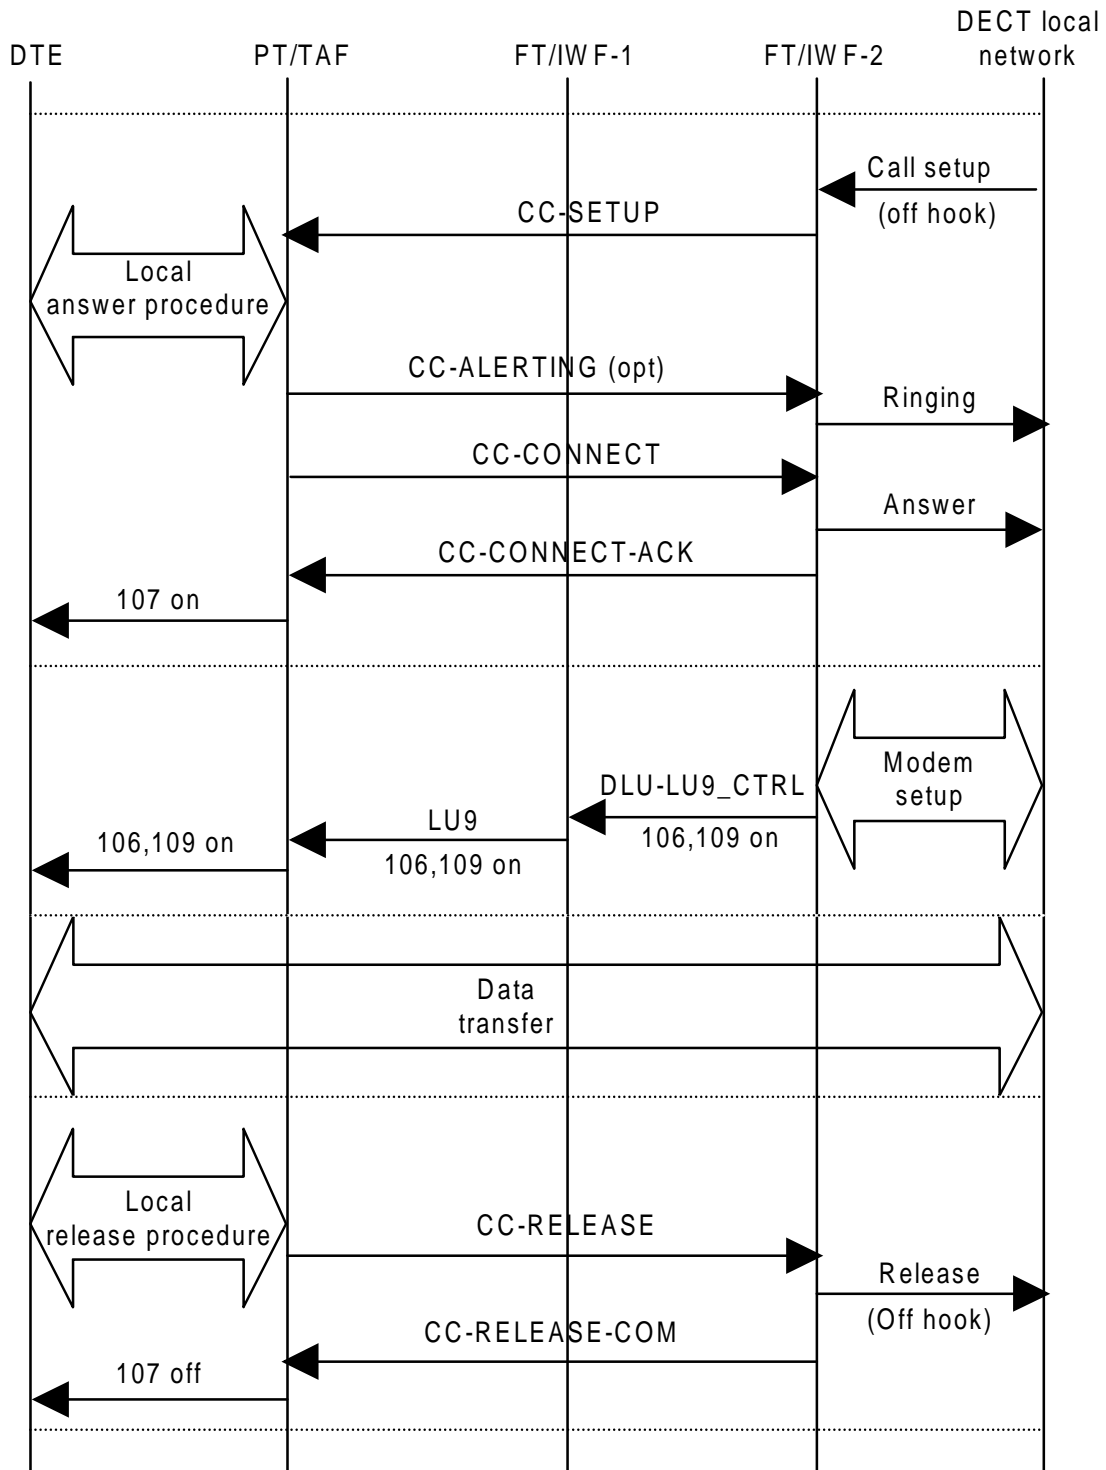 DTE
PT/TAF
FT/IWF-1
FT/IWF-2
DECT local
network
Call setup
(off hook)
CC-SETUP
Local
answer procedure
CC-ALERTING (opt)
Ringing
CC-CONNECT
Answer
CC-CONNECT-ACK
107 on
Modem
setup
DLU-LU9_CTRL
106,109 on
LU9
106,109 on
106,109 on
Data
transfer
Local
release procedure
CC-RELEASE
Release
(Off hook)
CC-RELEASE-COM
107 off